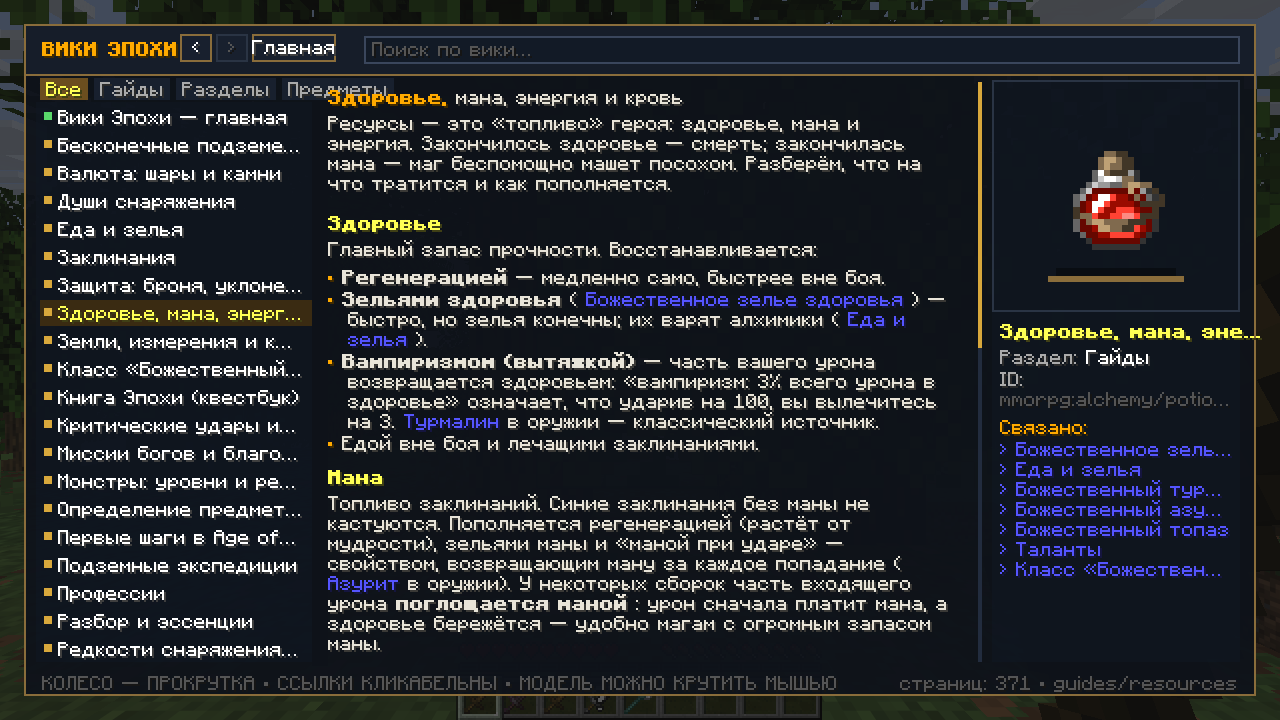 ВИКИ ЭПОХИ < > Главная Поиск по вики...
Все Гайды Разделы Предметы
Вики Эпохи — главная
Бесконечные подземе...
Валюта: шары и камни
Души снаряжения
Еда и зелья
Заклинания
Защита: броня, уклоне...
Здоровье, мана, энерг...
Земли, измерения и к...
Класс «Божественный...
Книга Эпохи (квестбук)
Критические удары и...
Миссии богов и благо...
Монстры: уровни и ре...
Определение предмет...
Первые шаги в Age of...
Подземные экспедиции
Профессии
Разбор и эссенции
Редкости снаряжения...
Здоровье, мана, энергия и кровь
Ресурсы — это «топливо» героя: здоровье, мана и
энергия. Закончилось здоровье — смерть; закончилась
мана — маг беспомощно машет посохом. Разберём, что на
что тратится и как пополняется.
Здоровье
Главный запас прочности. Восстанавливается:
• Регенерацией — медленно само, быстрее вне боя.
• Зельями здоровья ( Божественное зелье здоровья ) —
быстро, но зелья конечны; их варят алхимики ( Еда и
зелья ).
• Вампиризмом (вытяжкой) — часть вашего урона
возвращается здоровьем: «вампиризм: 3% всего урона в
здоровье» означает, что ударив на 100, вы вылечитесь
на 3. Турмалин в оружии — классический источник.
• Едой вне боя и лечащими заклинаниями.
Мана
Топливо заклинаний. Синие заклинания без маны не
кастуются. Пополняется регенерацией (растёт от
мудрости), зельями маны и «маной при ударе» —
свойством, возвращающим ману за каждое попадание (
Азурит в оружии). У некоторых сборок часть входящего
урона поглощается маной : урон сначала платит мана, а
здоровье бережётся — удобно магам с огромным запасом
маны.
Здоровье, мана, эне...
Раздел: Гайды
ID:
mmorpg:alchemy/potio...
Связано:
> Божественное зель...
> Еда и зелья
> Божественный тур...
> Божественный азу...
> Божественный топаз
> Таланты
> Класс «Божествен...
КОЛЕСО — ПРОКРУТКА • ССЫЛКИ КЛИКАБЕЛЬНЫ • МОДЕЛЬ МОЖНО КРУТИТЬ МЫШЬЮ
страниц: 371 • guides/resources